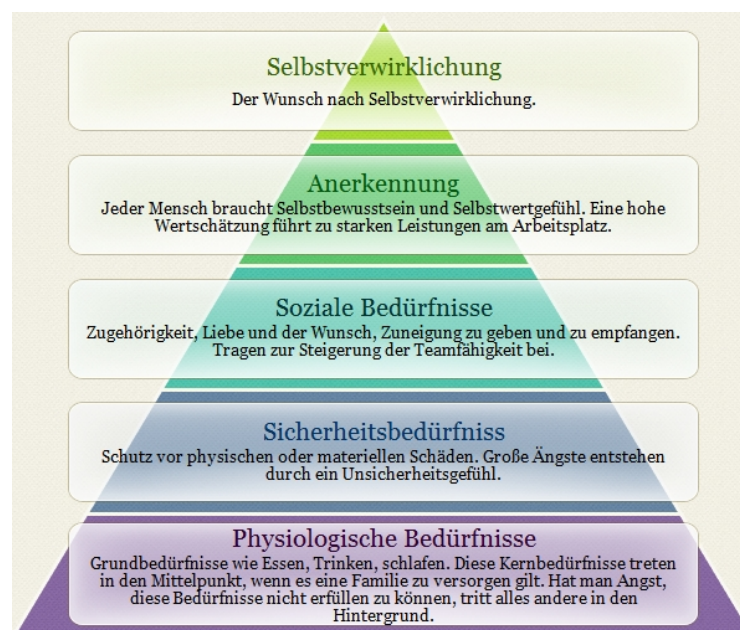 Selbstverwirklichung
Der Wunsch nach Selbstverwirklichung.
Anerkennung
Jeder Mensch braucht Selbstbewusstsein und Selbstwertgefühl. Eine hohe
Wertschätzung führt zu starken Leistungen am Arbeitsplatz.
Soziale Bedürfnisse
Zugehörigkeit, Liebe und der Wunsch, Zuneigung zu geben und zu empfangen.
Tragen zur Steigerung der Teamfähigkeit bei.
Sicherheitsbedürfniss
Schutz vor physischen oder materiellen Schäden. Große Ängste entstehen
durch ein Unsicherheitsgefühl.
Physiologische Bedürfnisse
Grundbedürfnisse wie Essen, Trinken, schlafen. Diese Kernbedürfnisse treten
in den Mittelpunkt, wenn es eine Familie zu versorgen gilt. Hat man Angst,
diese Bedürfnisse nicht erfüllen zu können, tritt alles andere in den
Hintergrund.